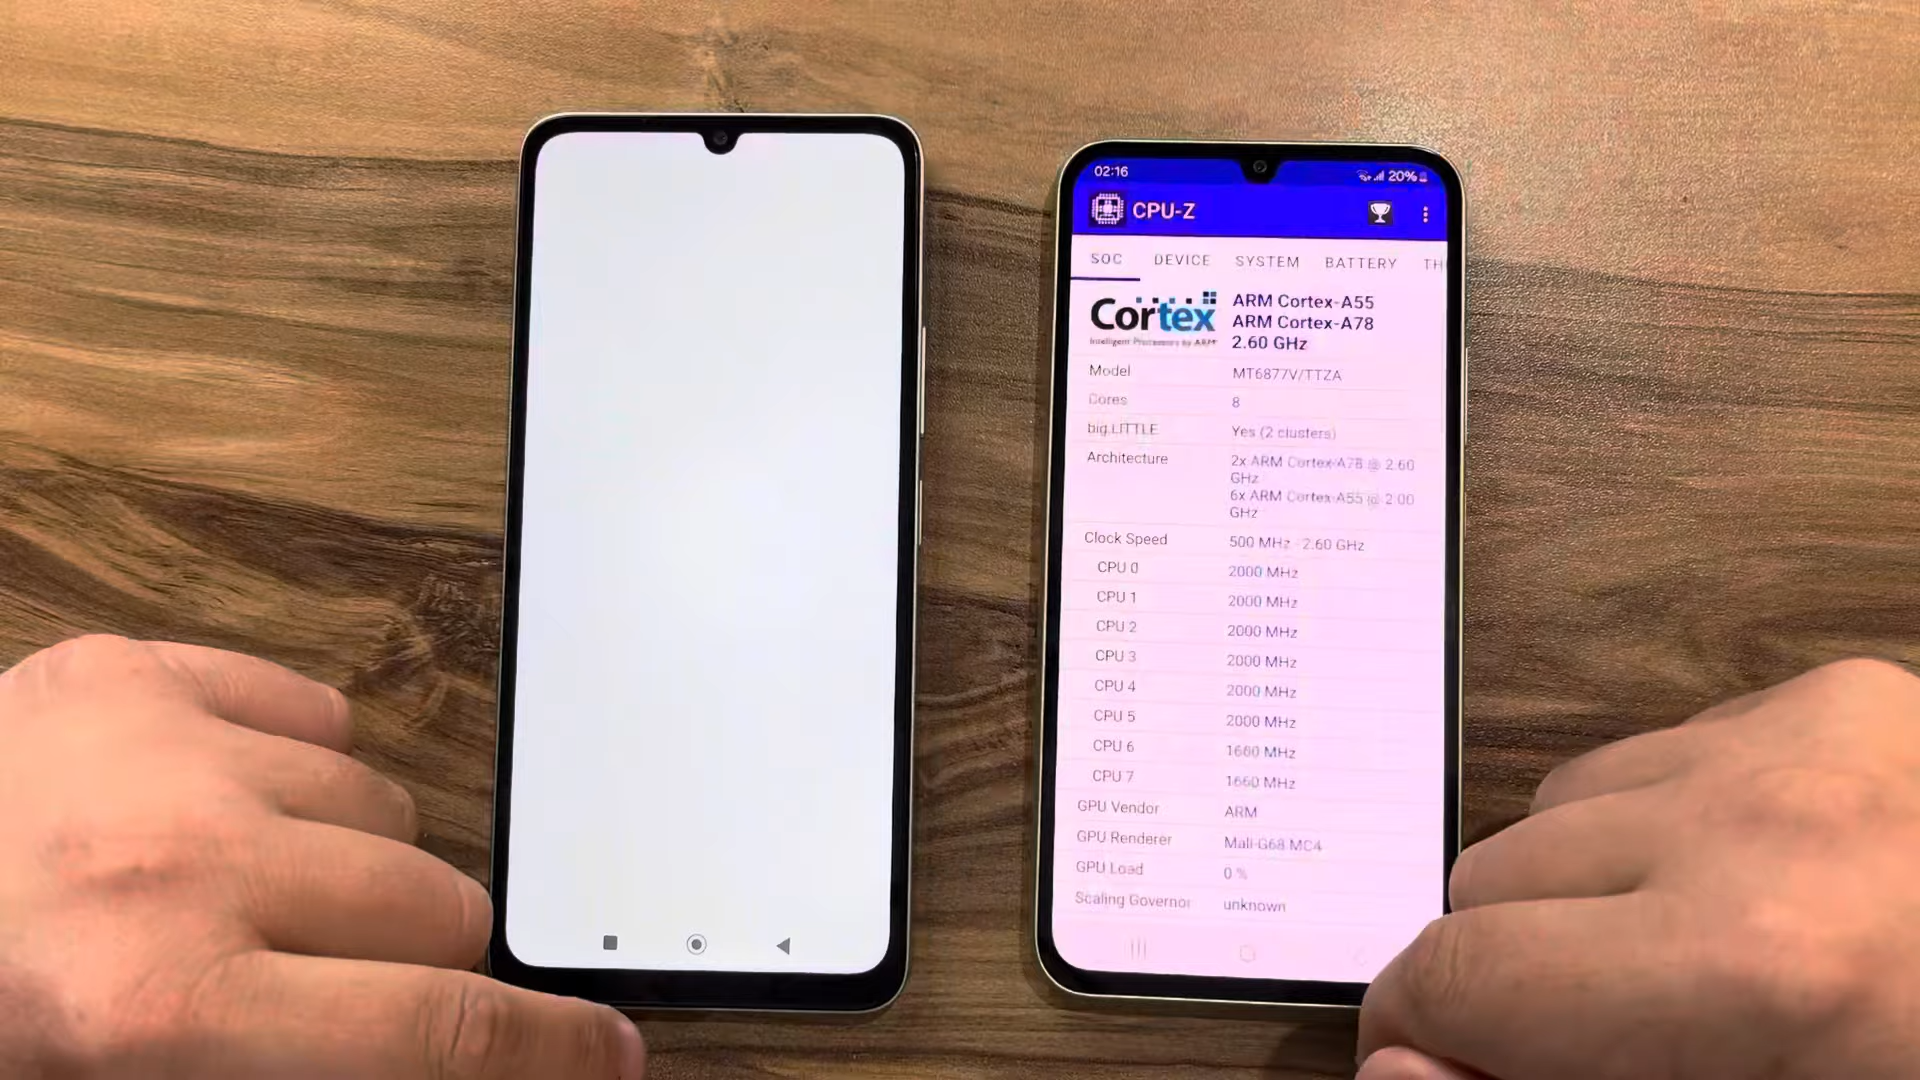 02:16
20%
CPU-Z
SOC DEVICE SYSTEM BATTERY TH
Cortex
Intelligent Processors by ARM
ARM Cortex-A55
ARM Cortex-A78
2.60 GHz
Model MT6877V/TTZA
Cores 8
big.LITTLE Yes (2 clusters)
Architecture 2x ARM Cortex-A78 @ 2.60
GHz
6x ARM Cortex-A55 @ 2.00
GHz
Clock Speed 500 MHz - 2.60 GHz
CPU 0 2000 MHz
CPU 1 2000 MHz
CPU 2 2000 MHz
CPU 3 2000 MHz
CPU 4 2000 MHz
CPU 5 2000 MHz
CPU 6 1660 MHz
CPU 7 1660 MHz
GPU Vendor ARM
GPU Renderer Mali-G68 MC4
GPU Load 0 %
Scaling Governor unknown